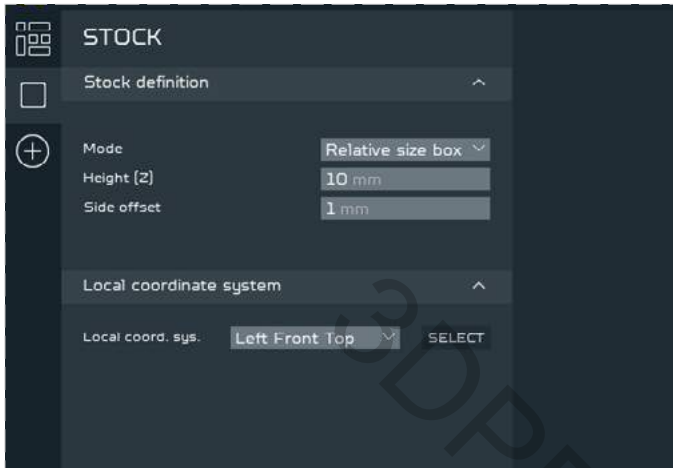 STOCK
Stock definition
Mode Relative size box
Height (Z) 10 mm
Side offset 1 mm
Local coordinate system
Local coord. sys. Left Front Top SELECT